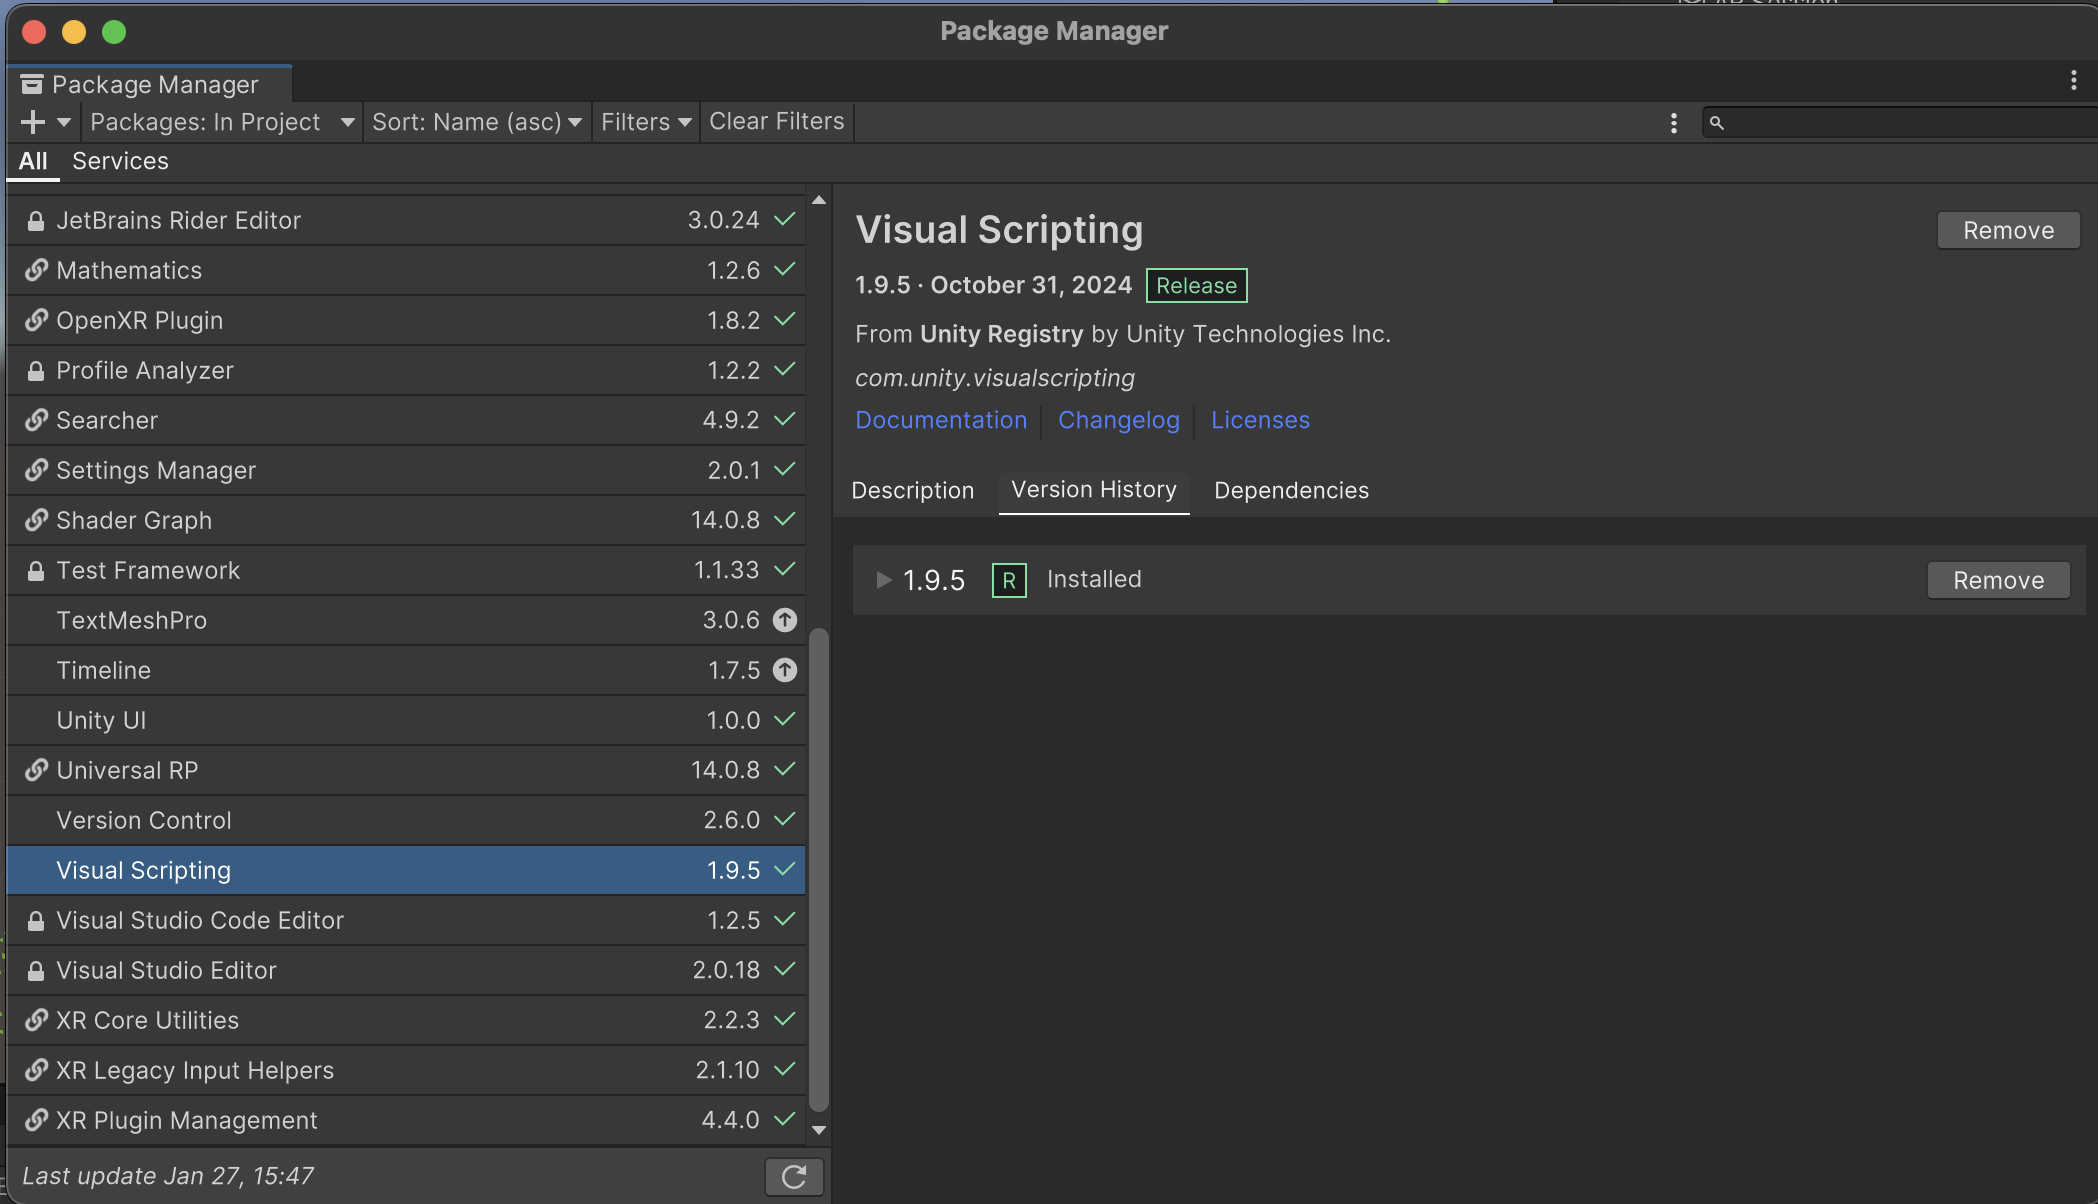 Package Manager
Package Manager
Packages: In Project Sort: Name (asc) Filters Clear Filters
All Services
JetBrains Rider Editor 3.0.24
Mathematics 1.2.6
OpenXR Plugin 1.8.2
Profile Analyzer 1.2.2
Searcher 4.9.2
Settings Manager 2.0.1
Shader Graph 14.0.8
Test Framework 1.1.33
TextMeshPro 3.0.6
Timeline 1.7.5
Unity UI 1.0.0
Universal RP 14.0.8
Version Control 2.6.0
Visual Scripting 1.9.5
Visual Studio Code Editor 1.2.5
Visual Studio Editor 2.0.18
XR Core Utilities 2.2.3
XR Legacy Input Helpers 2.1.10
XR Plugin Management 4.4.0
Last update Jan 27, 15:47
Visual Scripting Remove
1.9.5 · October 31, 2024 Release
From Unity Registry by Unity Technologies Inc.
com.unity.visualscripting
Documentation Changelog Licenses
Description Version History Dependencies
1.9.5 R Installed Remove